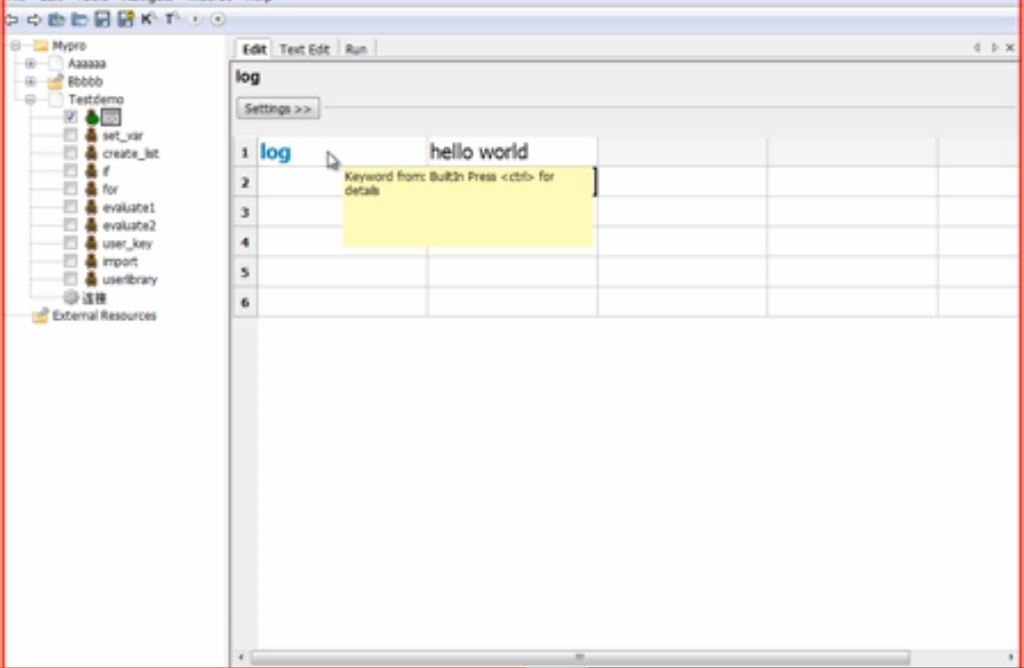 Mypro
Aaaaaa
Bbbbb
Testdemo
log
set_var
create_list
if
for
evaluate1
evaluate2
user_key
import
userlibrary
连接
External Resources
Edit Text Edit Run
log
Settings >>
1 log hello world
2
Keyword from: BuiltIn Press <ctrl> for
details
3
4
5
6